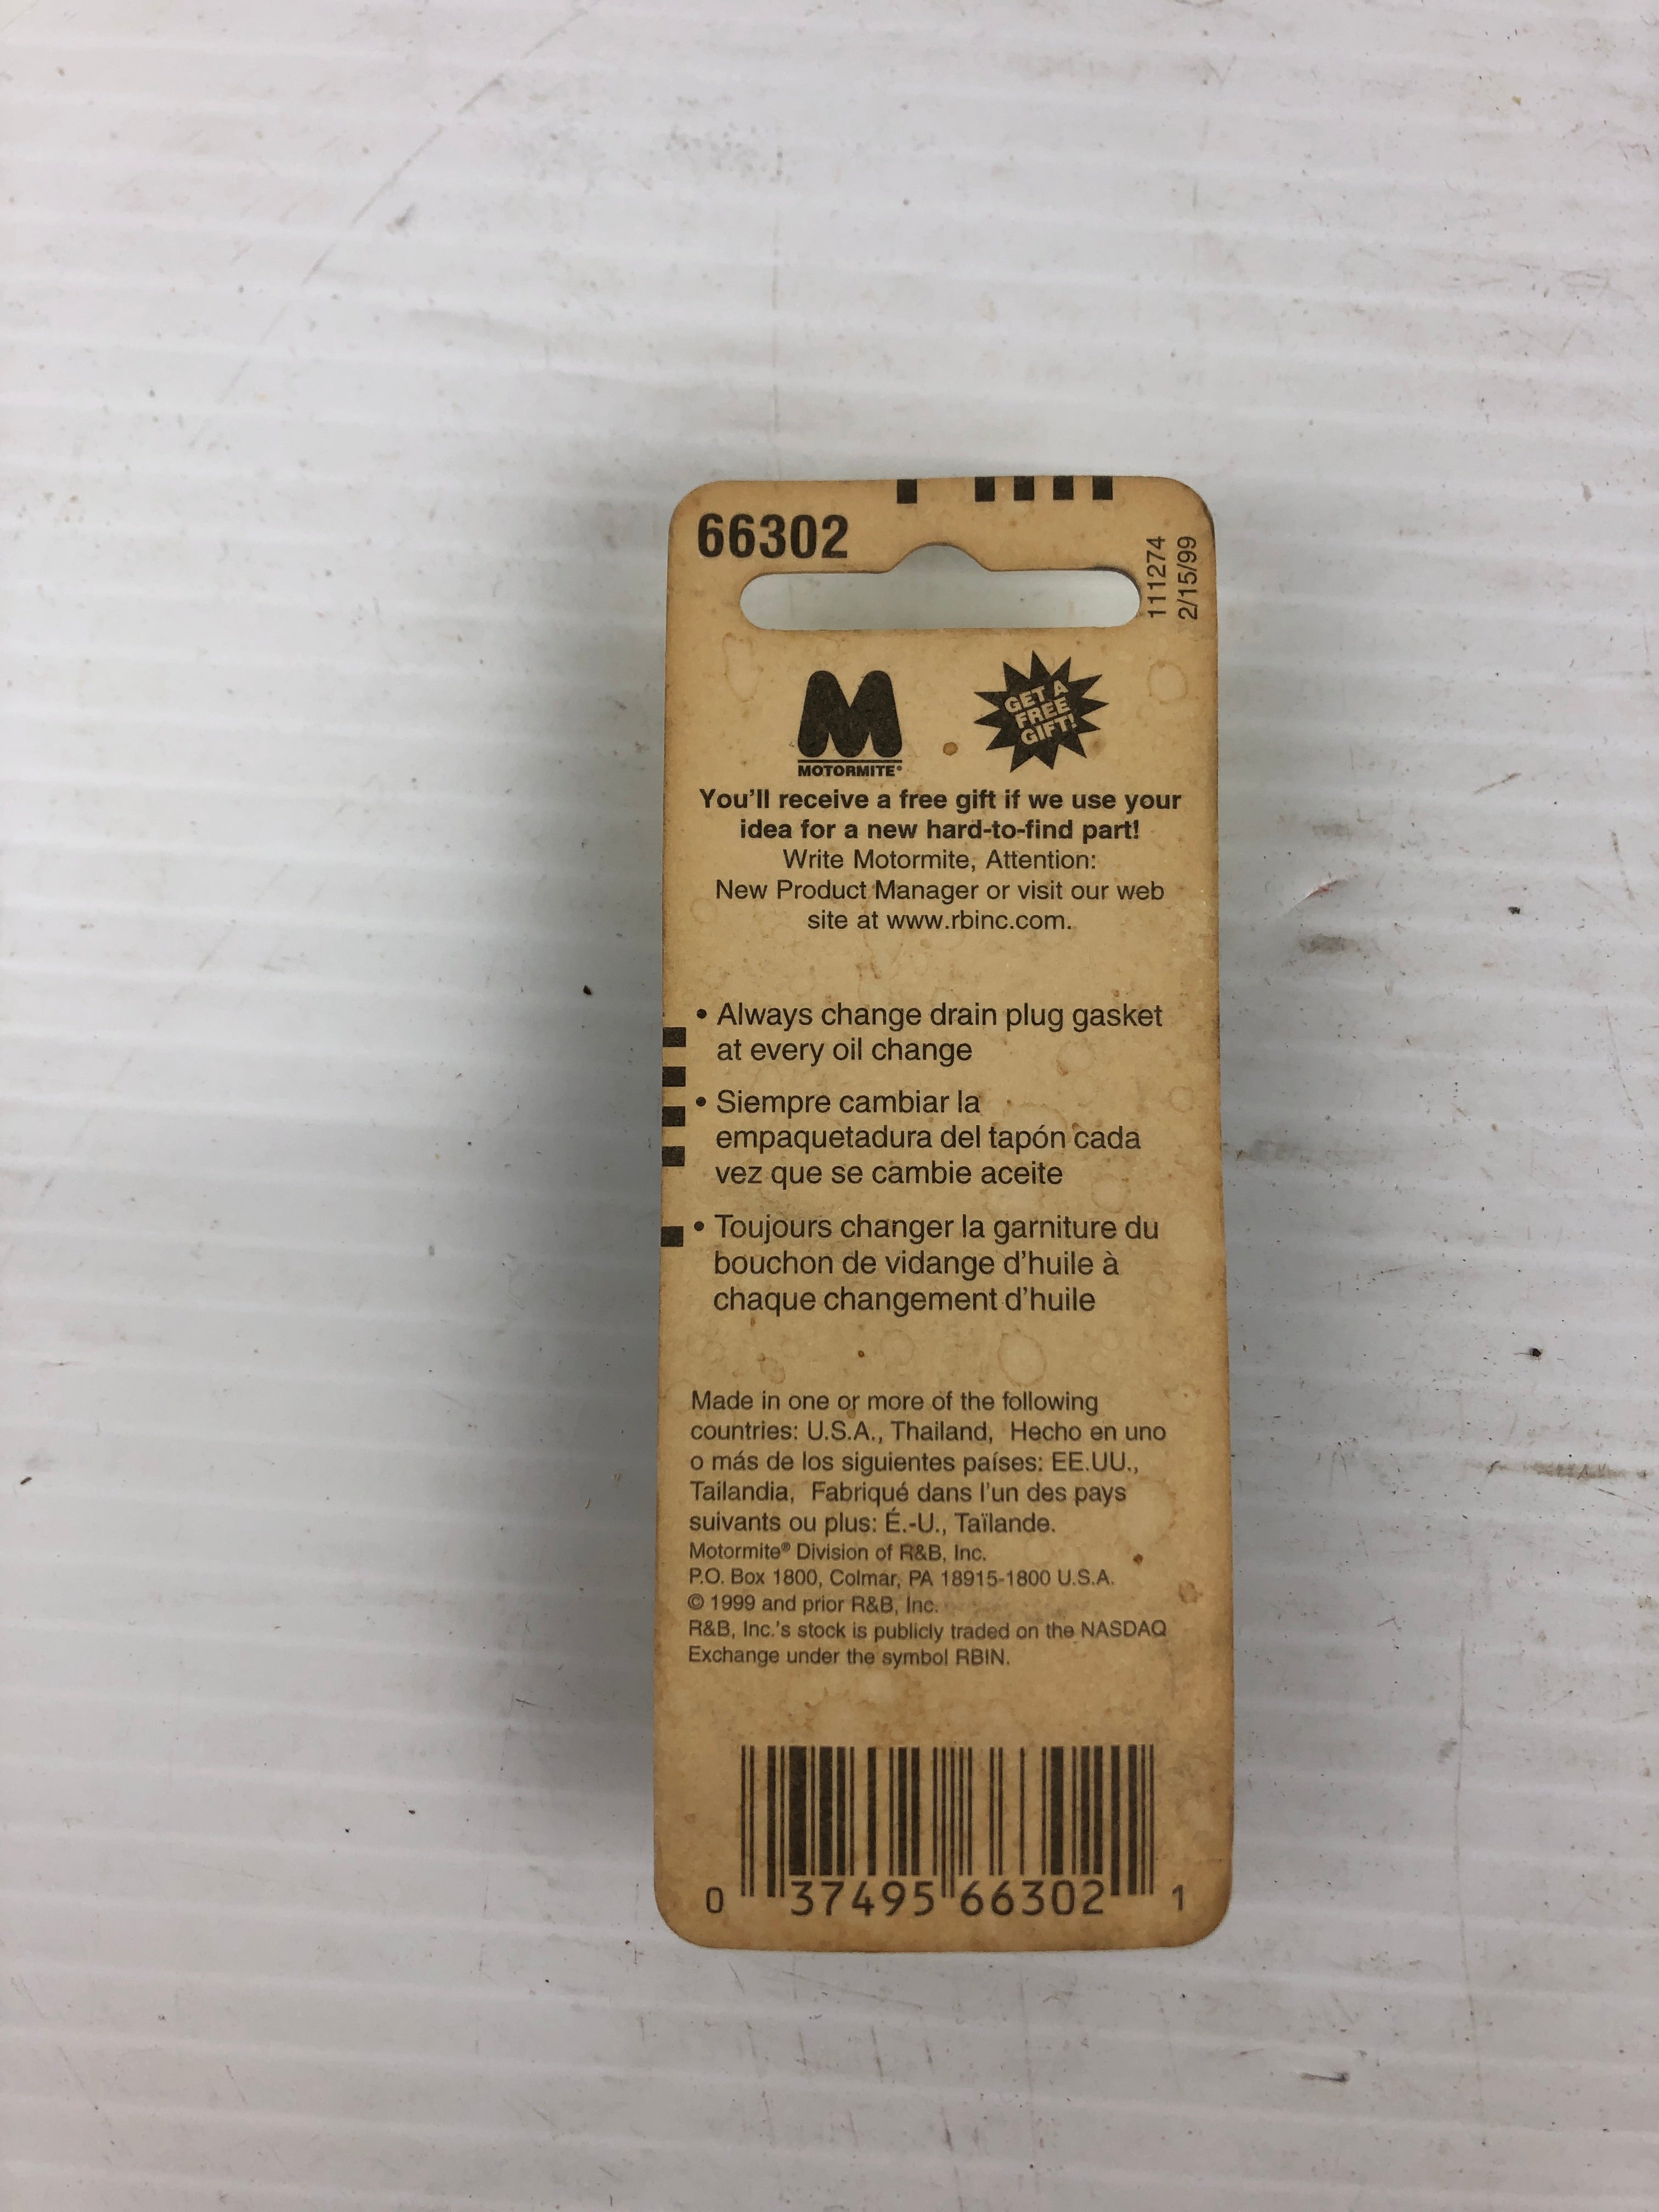 66302
111274
2/15/99
M
MOTORMITE®
GET A
FREE
GIFT!
You'll receive a free gift if we use your
idea for a new hard-to-find part!
Write Motormite, Attention:
New Product Manager or visit our web
site at www.rbinc.com.
• Always change drain plug gasket
at every oil change
• Siempre cambiar la
empaquetadura del tapón cada
vez que se cambie aceite
• Toujours changer la garniture du
bouchon de vidange d'huile à
chaque changement d'huile
Made in one or more of the following
countries: U.S.A., Thailand, Hecho en uno
o más de los siguientes países: EE.UU.,
Tailandia, Fabriqué dans l'un des pays
suivants ou plus: É.-U., Taïlande.
Motormite® Division of R&B, Inc.
P.O. Box 1800, Colmar, PA 18915-1800 U.S.A.
© 1999 and prior R&B, Inc.
R&B, Inc.'s stock is publicly traded on the NASDAQ
Exchange under the symbol RBIN.
0 37495 66302 1